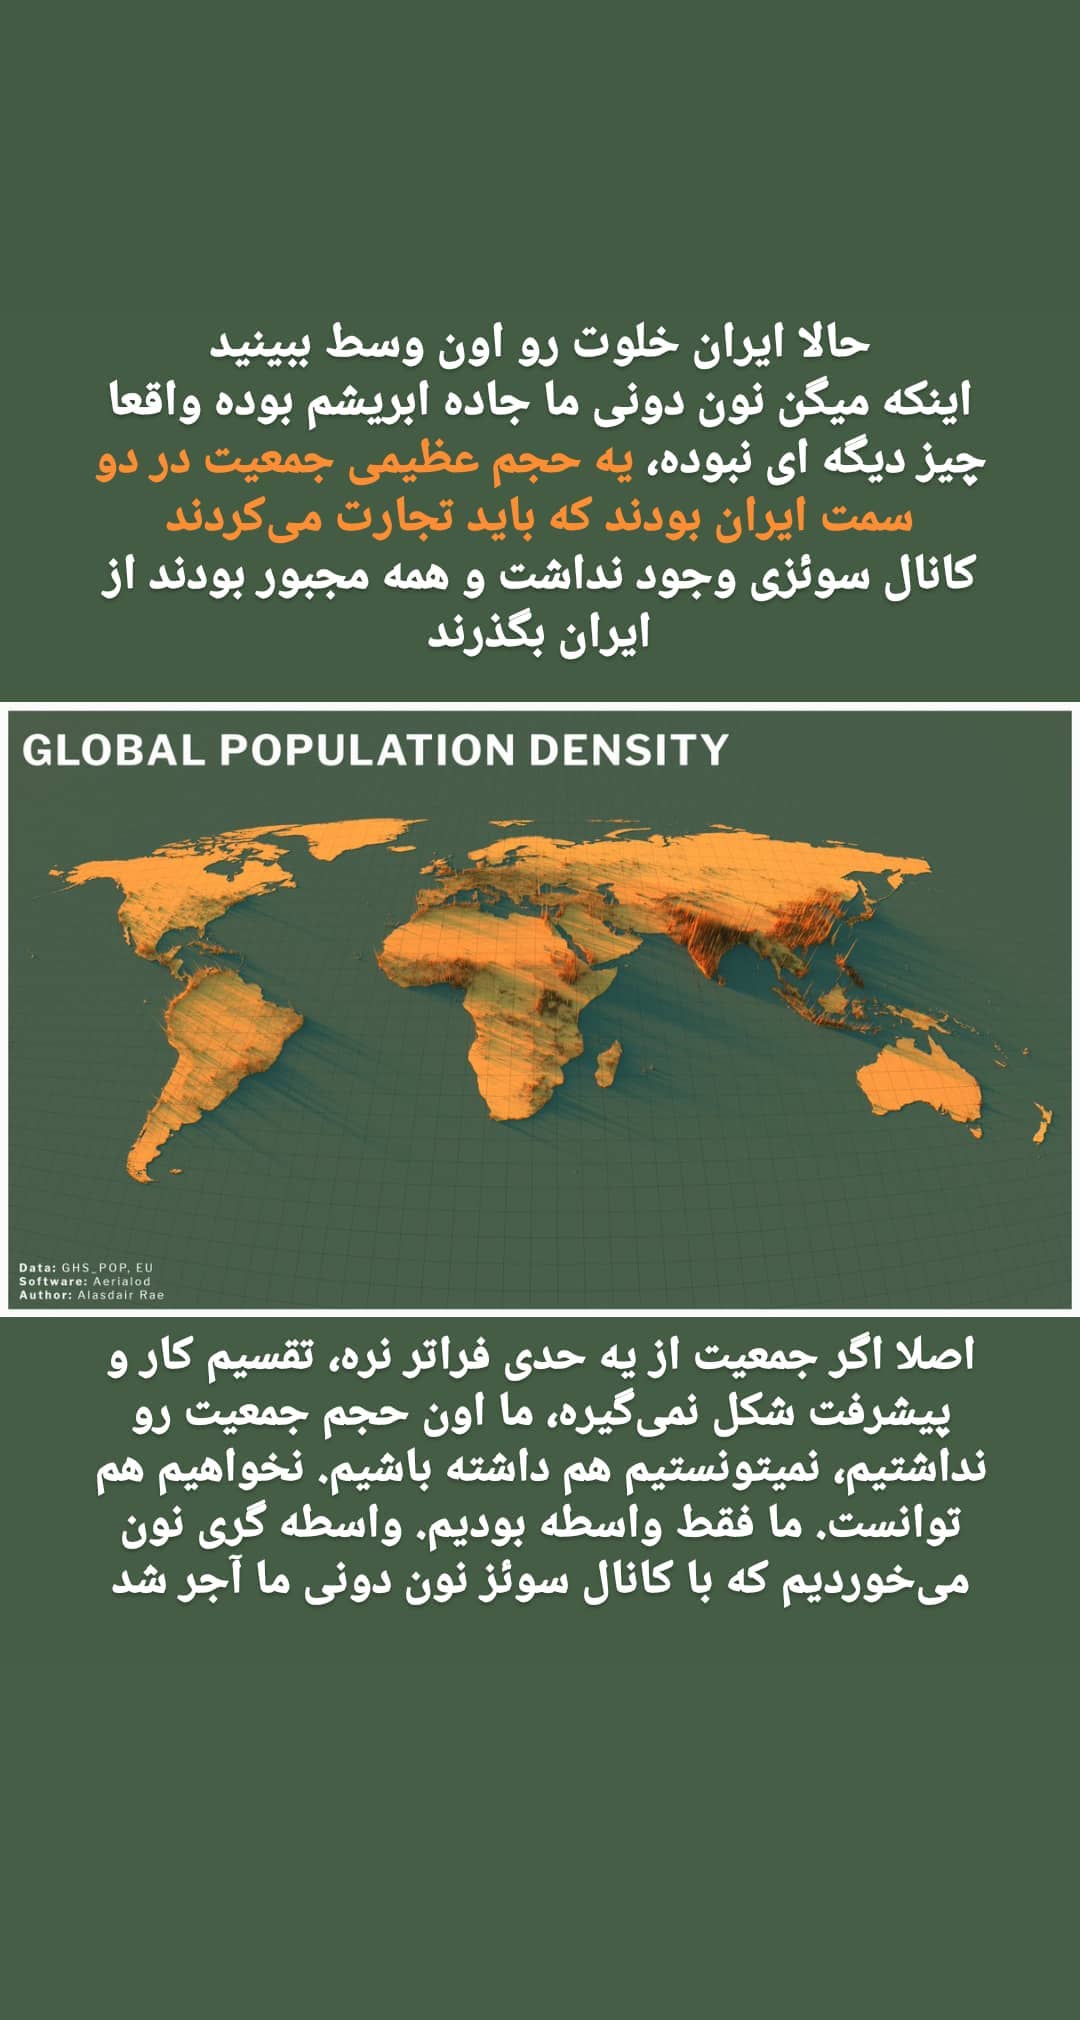 حالا ایران خلوت رو اون وسط ببینید
اینکه میگن نون دونی ما جاده ابریشم بوده واقعا
چیز دیگه ای نبوده، یه حجم عظیمی جمعیت در دو
سمت ایران بودند که باید تجارت می‌کردند
کانال سوئزی وجود نداشت و همه مجبور بودند از
ایران بگذرند
GLOBAL POPULATION DENSITY
Data: GHS_POP, EU
Software: Aerialod
Author: Alasdair Rae
اصلا اگر جمعیت از یه حدی فراتر نره، تقسیم کار و
پیشرفت شکل نمی‌گیره، ما اون حجم جمعیت رو
نداشتیم، نمیتونستیم هم داشته باشیم. نخواهیم هم
توانست. ما فقط واسطه بودیم. واسطه گری نون
می‌خوردیم که با کانال سوئز نون دونی ما آجر شد